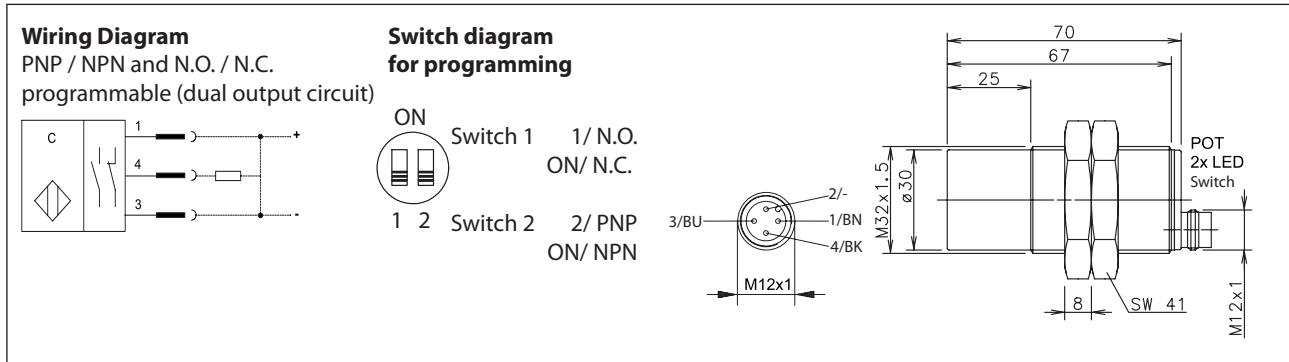 Wiring Diagram
PNP / NPN and N.O. / N.C.
programmable (dual output circuit)
C
1
+
4
3
-
Switch diagram
for programming
ON
Switch 1 1/ N.O.
ON/ N.C.
1 2
Switch 2 2/ PNP
ON/ NPN
2/-
3/BU
1/BN
4/BK
M12x1
70
67
25
M32x1.5
ø30
POT
2x LED
Switch
8
SW 41
M12x1